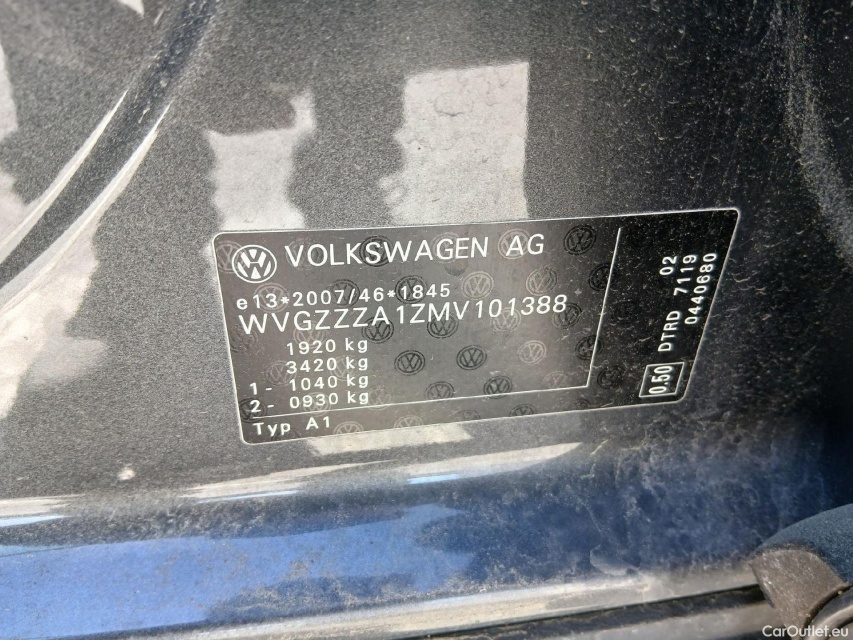 VOLKSWAGEN AG
e13*2007/46*1845
WVGZZZA1ZMV101388
1920 kg
3420 kg
1- 1040 kg
2- 0930 kg
Typ A1
0.50
DTRD 7119 02
0440680
CarOutlet.eu